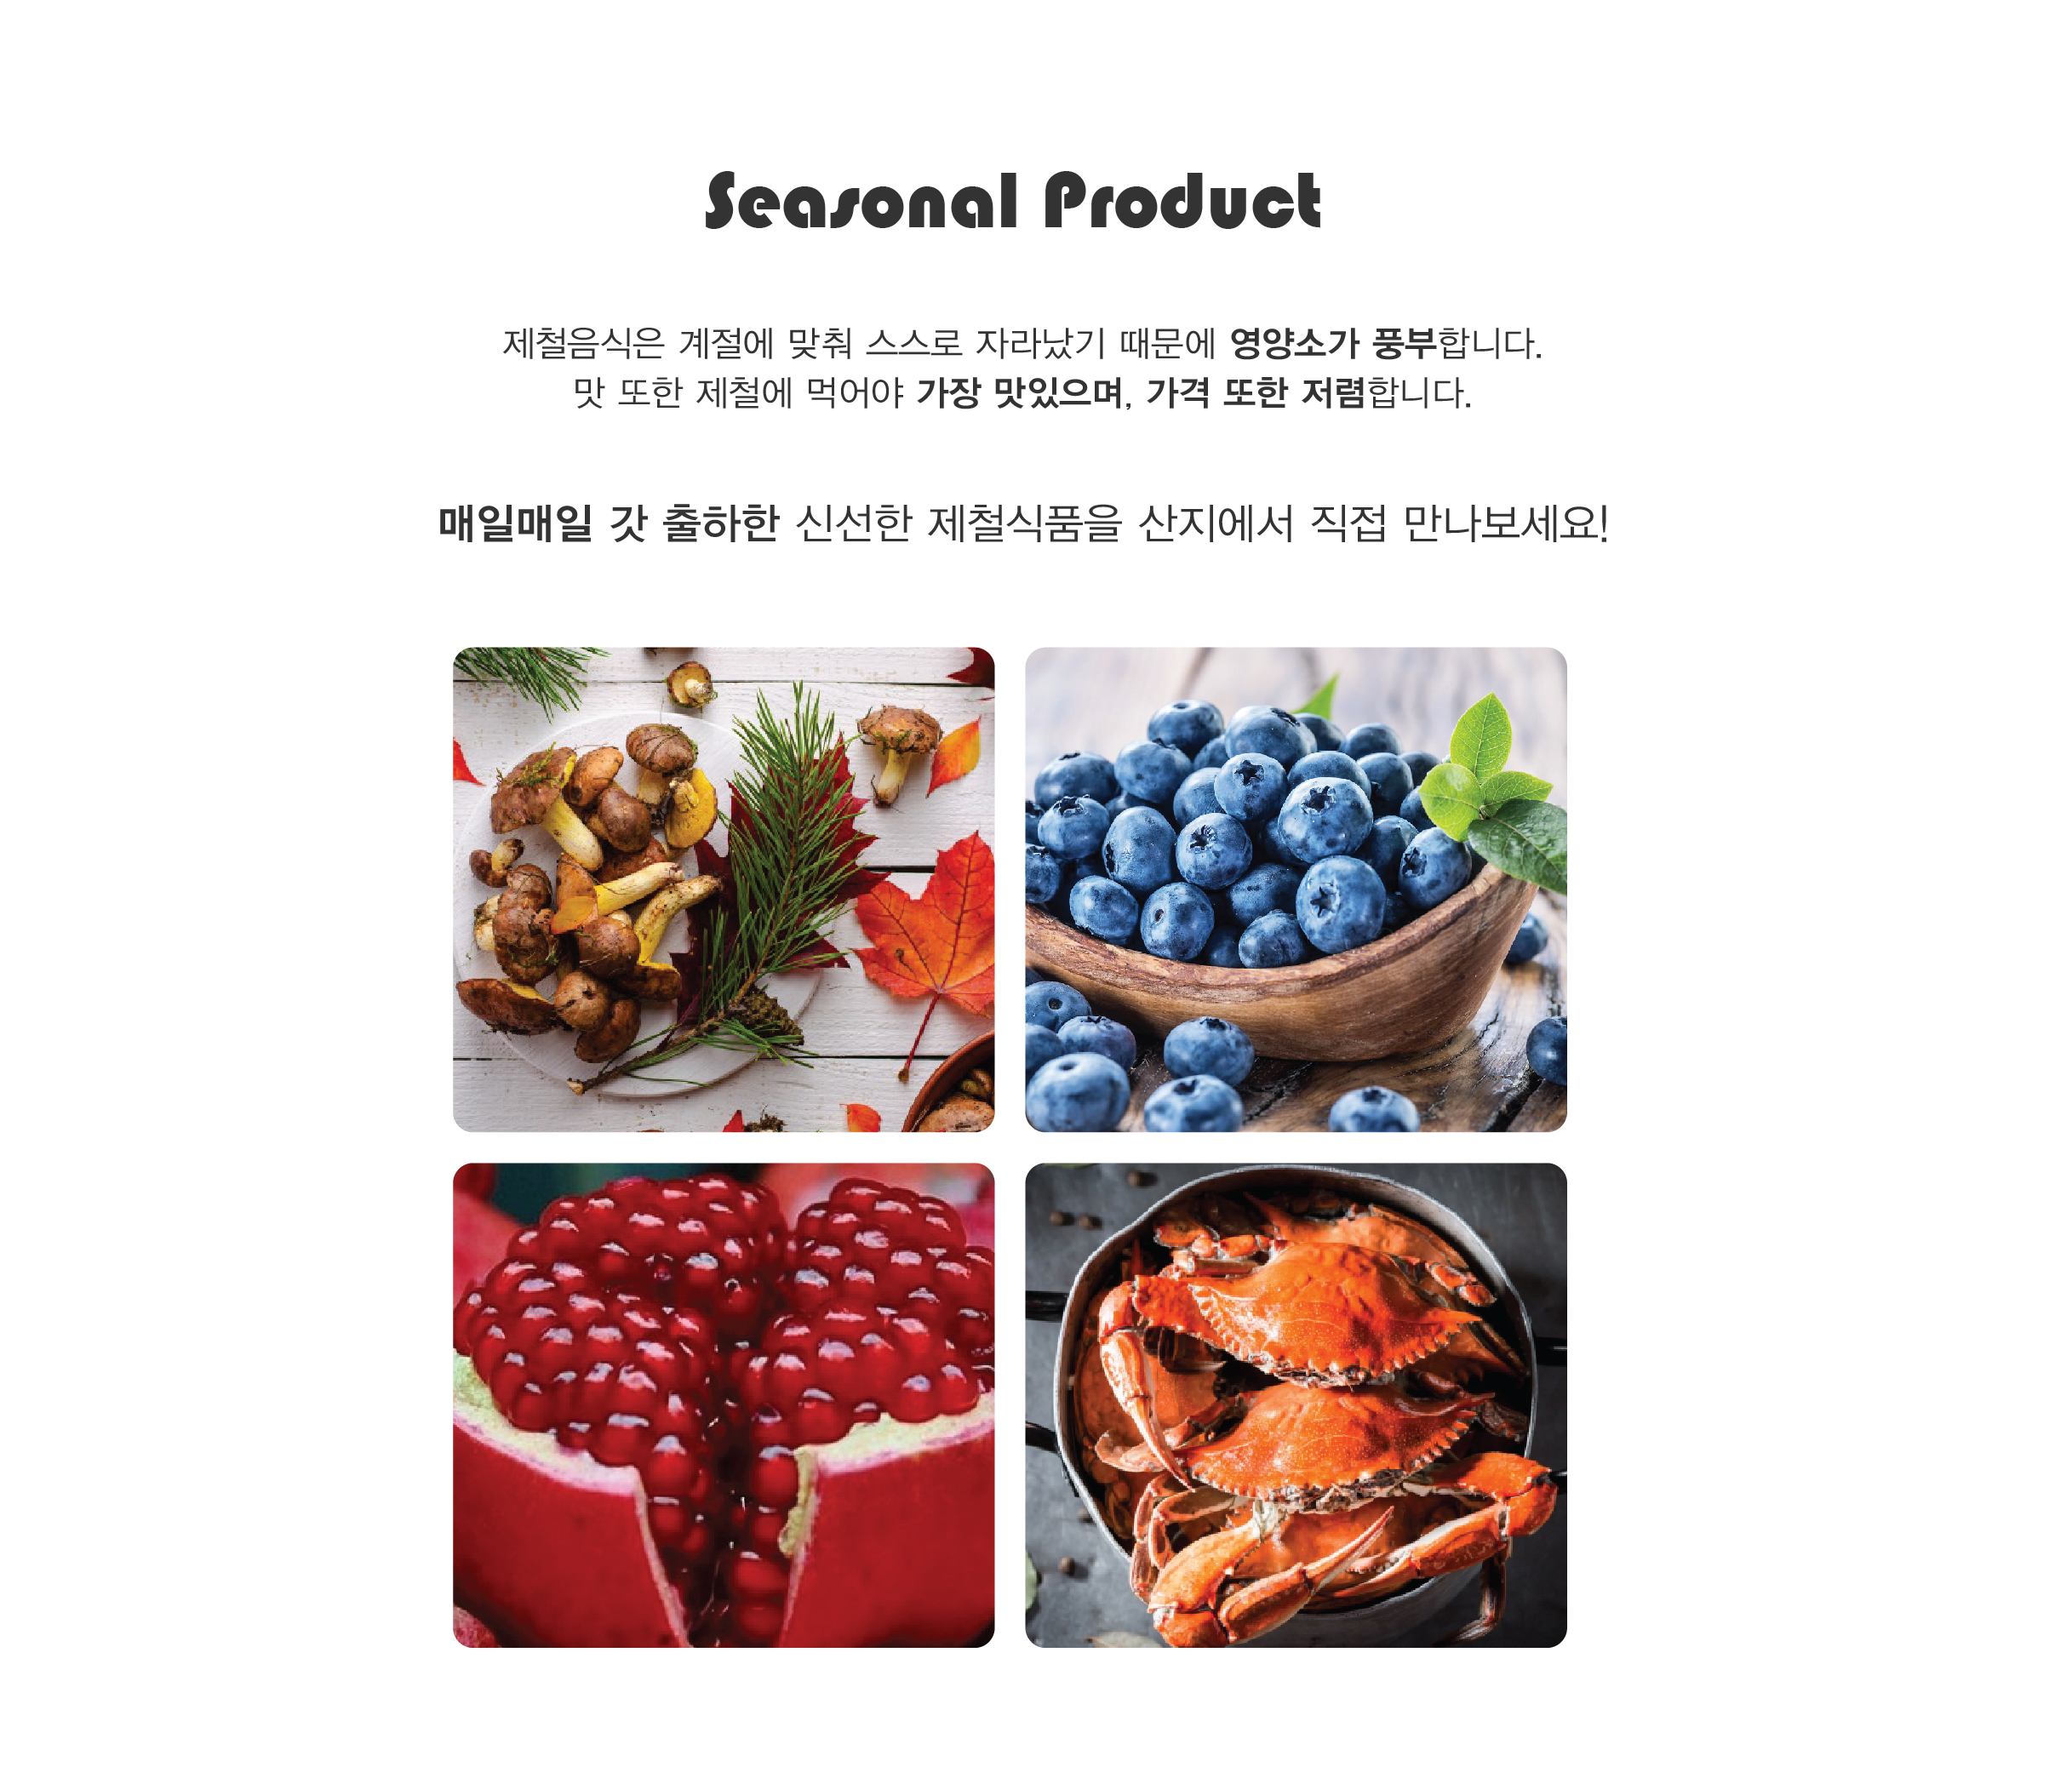 Seasonal Product
제철음식은 계절에 맞춰 스스로 자라났기 때문에 영양소가 풍부합니다.
맛 또한 제철에 먹어야 가장 맛있으며, 가격 또한 저렴합니다.
매일매일 갓 출하한 신선한 제철식품을 산지에서 직접 만나보세요!